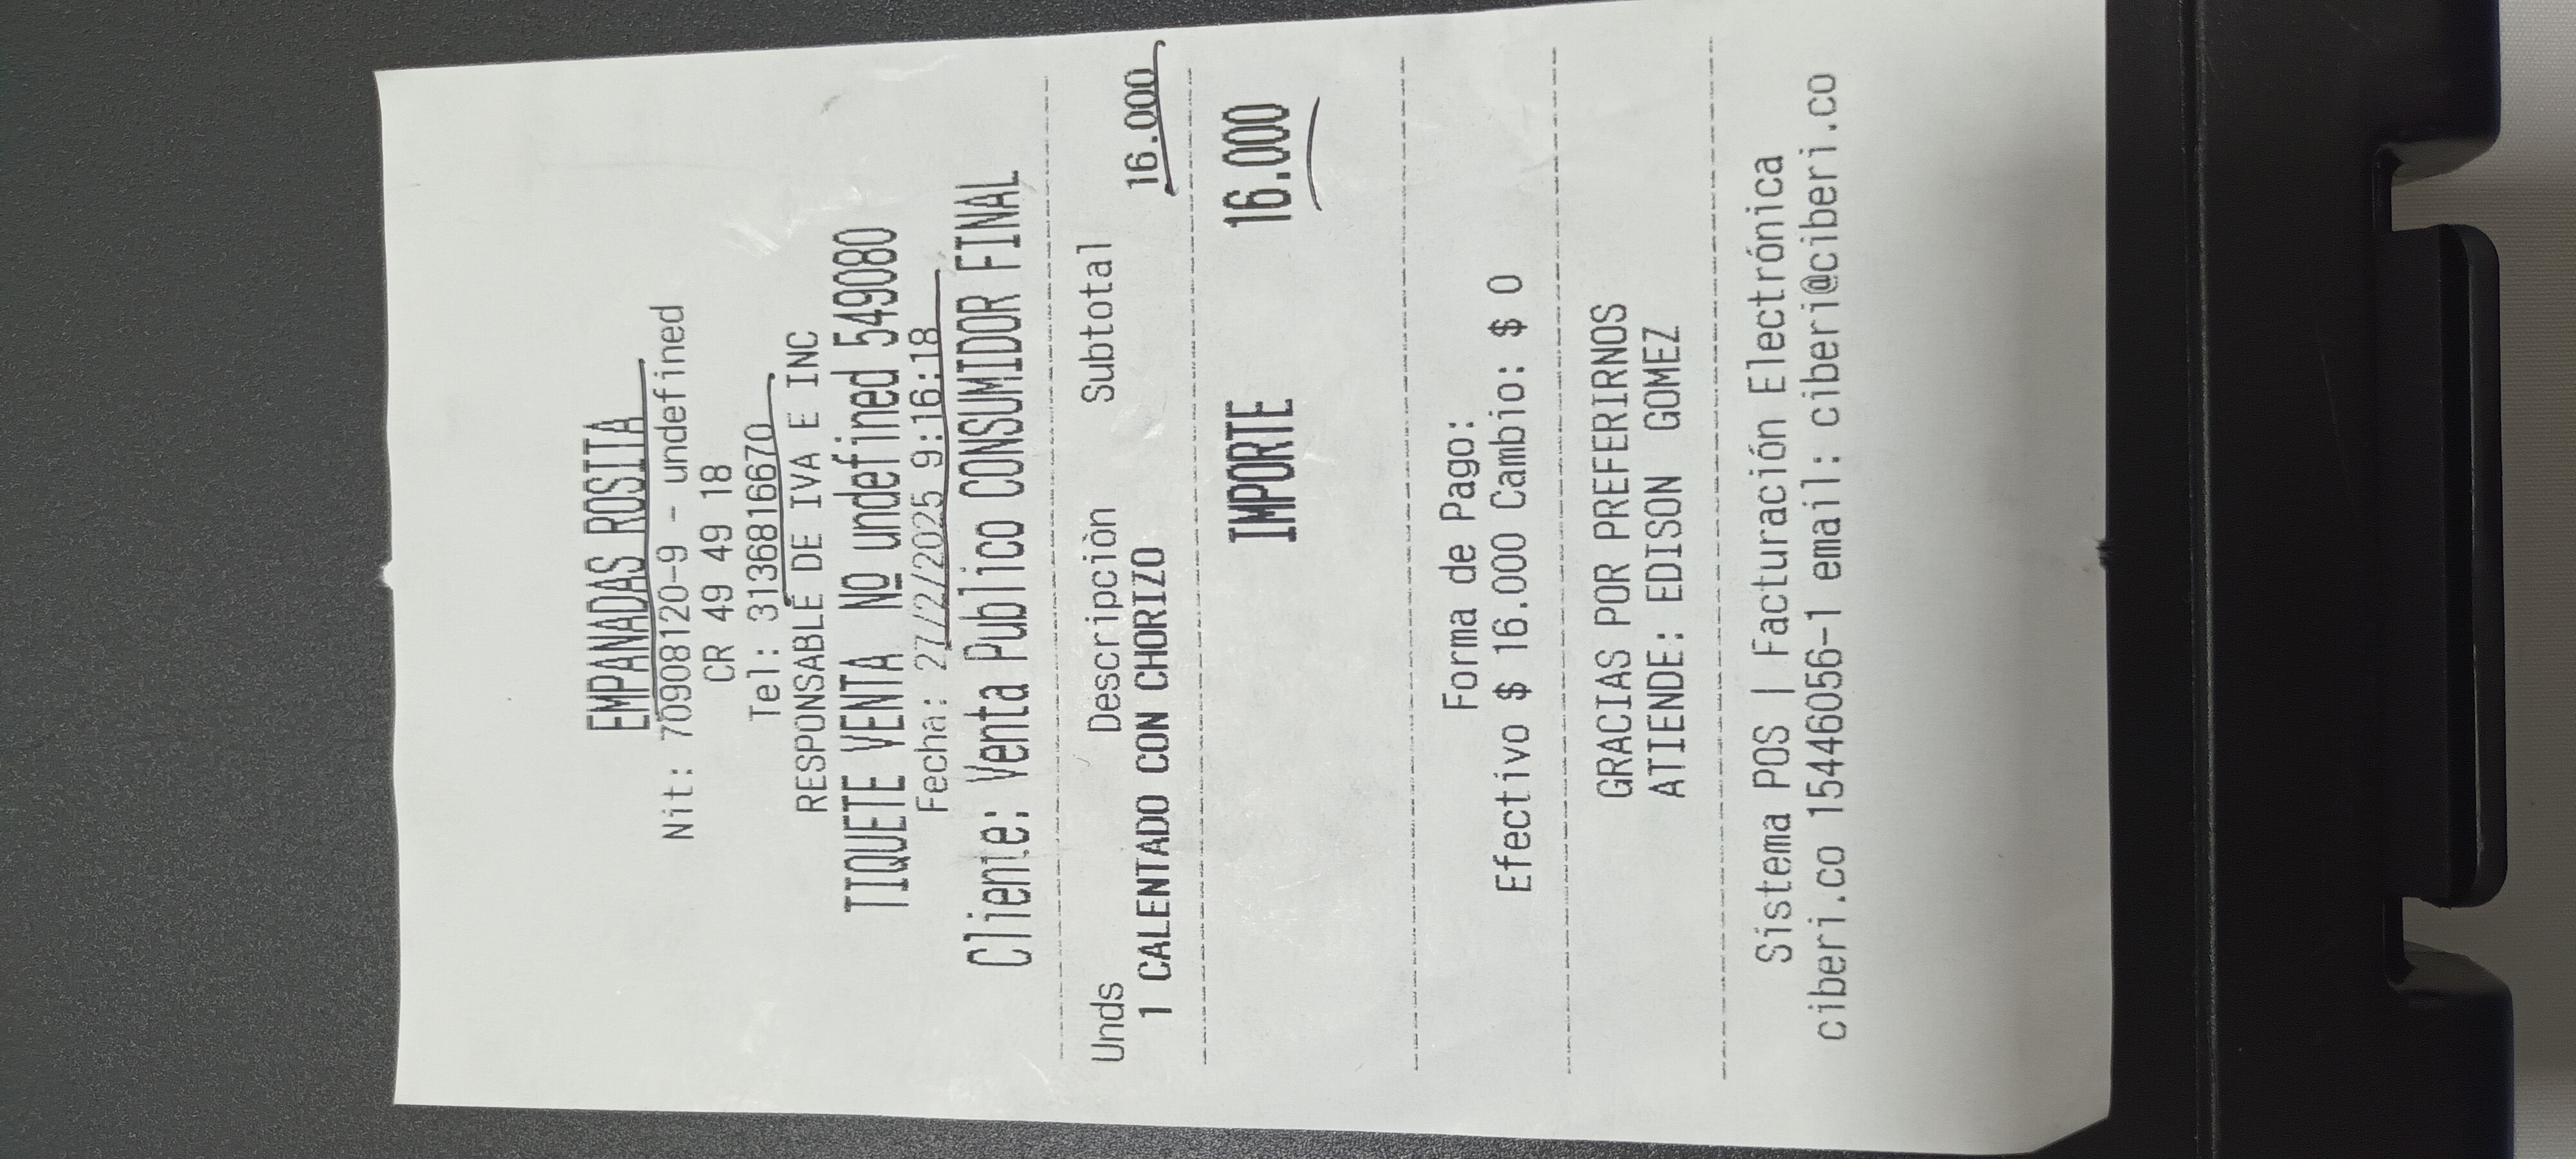 EMPANADAS ROSITA
Nit: 70908120-9 - undefined
CR 49 49 18
Tel: 3136816670
RESPONSABLE DE IVA E INC
TIQUETE VENTA No undefined 549080
Fecha: 27/2/2025 9:16:18
Cliente: Venta Publico CONSUMIDOR FINAL
Unds Descripciòn Subtotal
1 CALENTADO CON CHORIZO 16.000
IMPORTE 16.000
Forma de Pago:
Efectivo $ 16.000 Cambio: $ 0
GRACIAS POR PREFERIRNOS
ATIENDE: EDISON GOMEZ
Sistema POS | Facturación Electrónica
ciberi.co 15446056-1 email: ciberi@ciberi.co